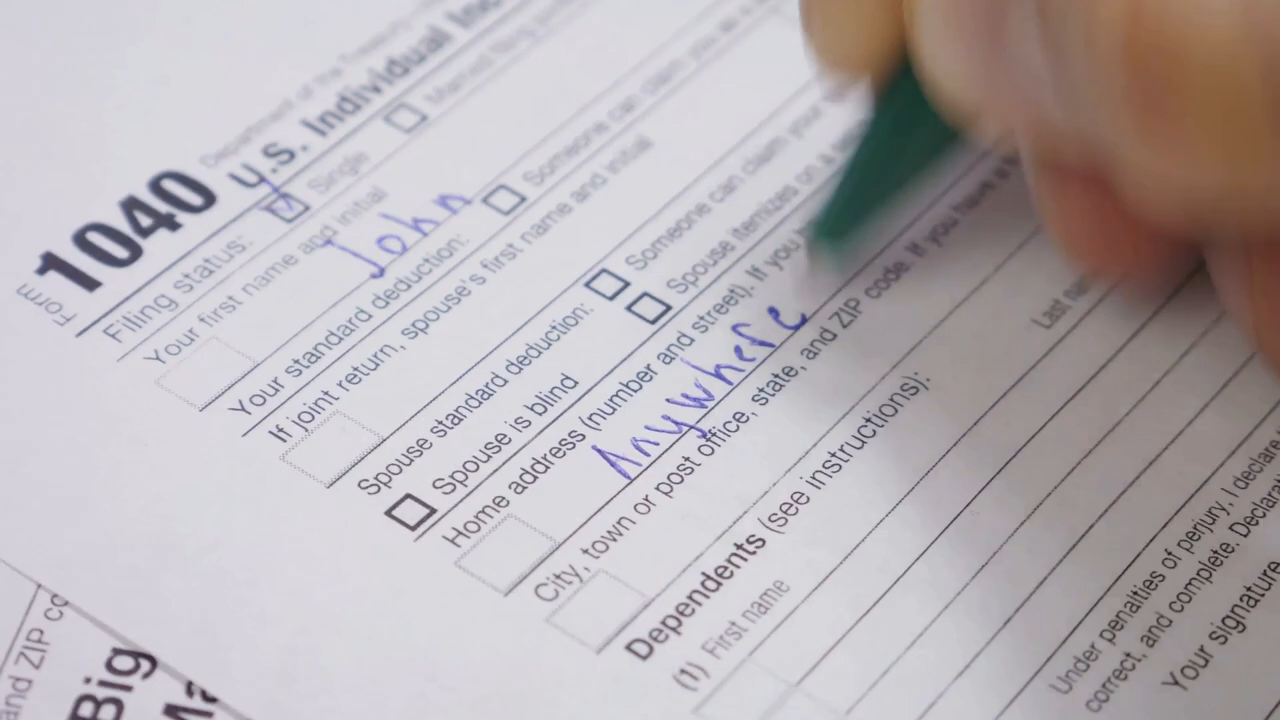 Form 1040 U.S. Individual Inc
Department of the Treasury
Filing status: Single Married filing
Your first name and initial
John
Your standard deduction: Someone can claim you as a
If joint return, spouse's first name and initial
Spouse standard deduction: Someone can claim your
Spouse is blind Spouse itemizes on a
Home address (number and street). If you
Anywhere
City, town or post office, state, and ZIP code. If you have a
Dependents (see instructions):
(1) First name Last name
Under penalties of perjury, I declare
correct, and complete. Declara
Your signature
and ZIP co
Big
Ma